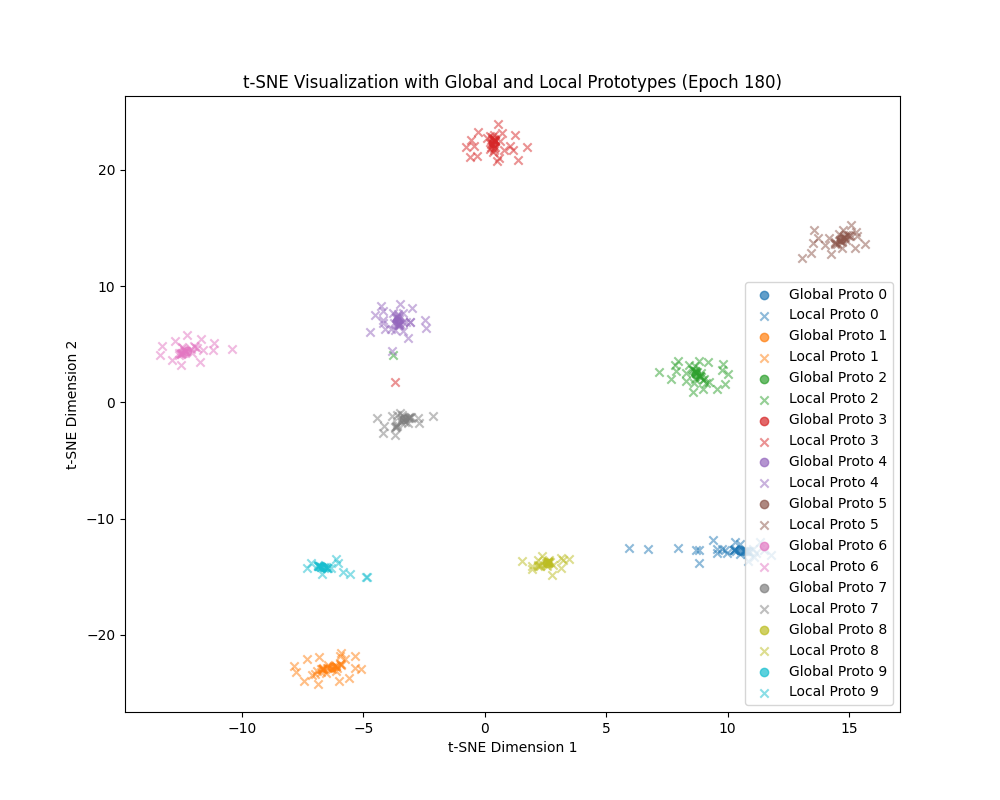 t-SNE Visualization with Global and Local Prototypes (Epoch 180)
t-SNE Dimension 2
20
10
0
−10
−20
Global Proto 0
Local Proto 0
Global Proto 1
Local Proto 1
Global Proto 2
Local Proto 2
Global Proto 3
Local Proto 3
Global Proto 4
Local Proto 4
Global Proto 5
Local Proto 5
Global Proto 6
Local Proto 6
Global Proto 7
Local Proto 7
Global Proto 8
Local Proto 8
Global Proto 9
Local Proto 9
−10 −5 0 5 10 15
t-SNE Dimension 1